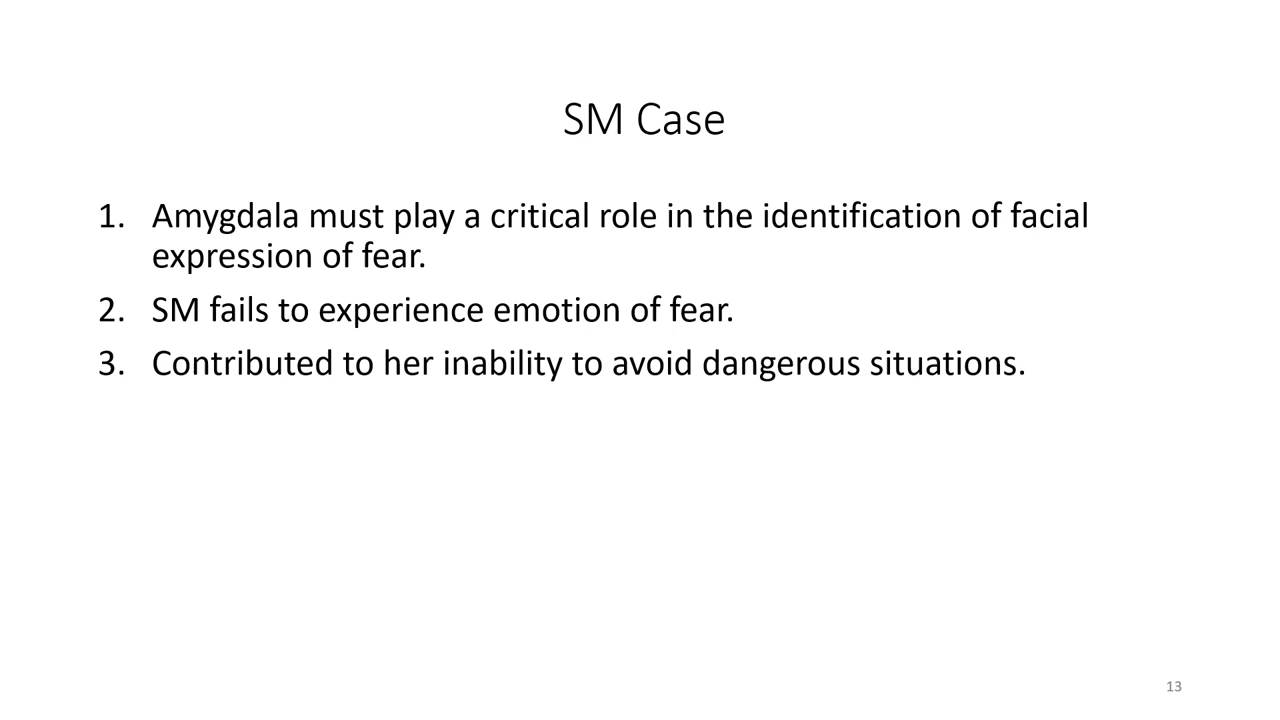 SM Case
1. Amygdala must play a critical role in the identification of facial
expression of fear.
2. SM fails to experience emotion of fear.
3. Contributed to her inability to avoid dangerous situations.
13